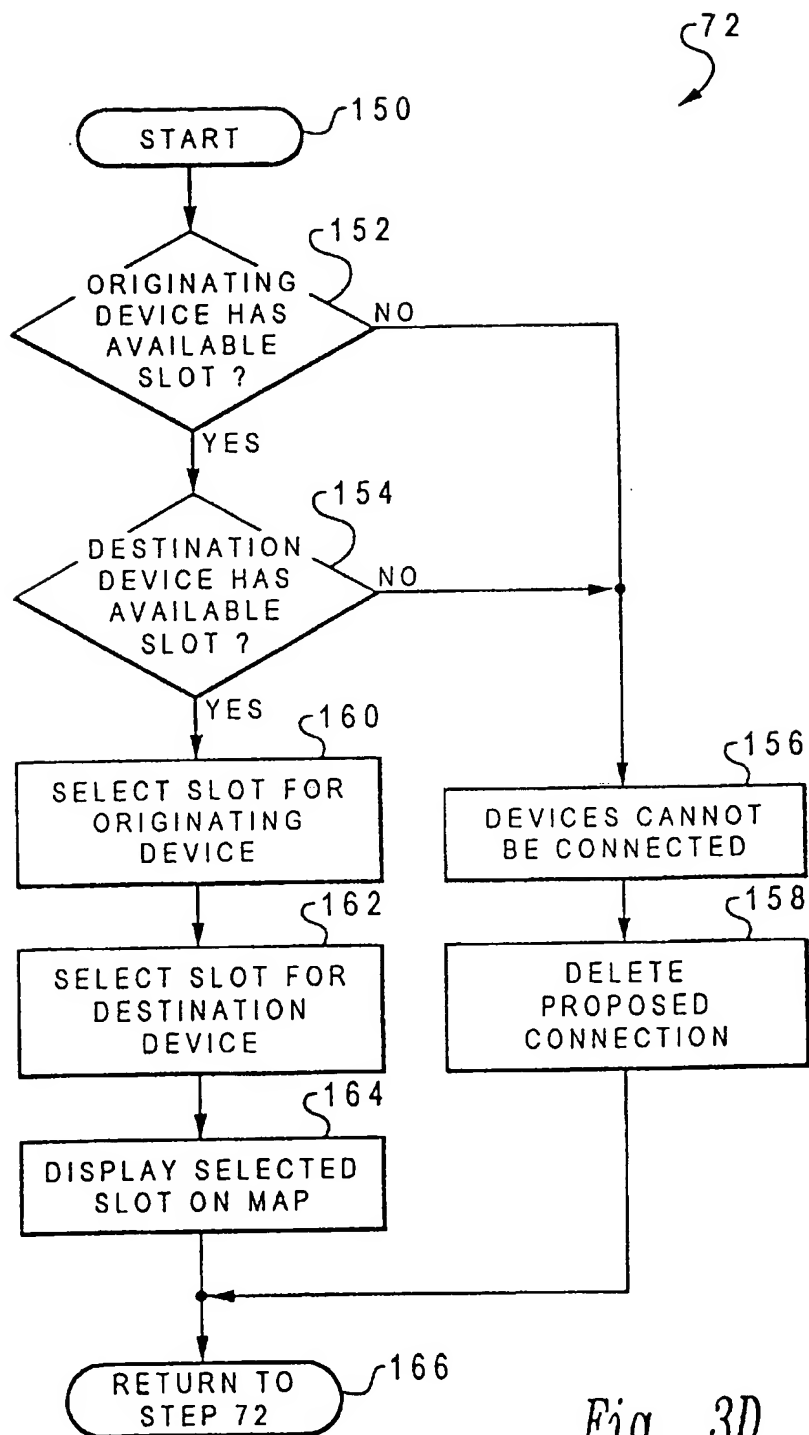 72
START
150
ORIGINATING
DEVICE HAS
AVAILABLE
SLOT ?
152
NO
YES
DESTINATION
DEVICE HAS
AVAILABLE
SLOT ?
154
NO
YES
160
SELECT SLOT FOR
ORIGINATING
DEVICE
156
DEVICES CANNOT
BE CONNECTED
162
SELECT SLOT FOR
DESTINATION
DEVICE
158
DELETE
PROPOSED
CONNECTION
164
DISPLAY SELECTED
SLOT ON MAP
RETURN TO
STEP 72
166
Fig. 3D